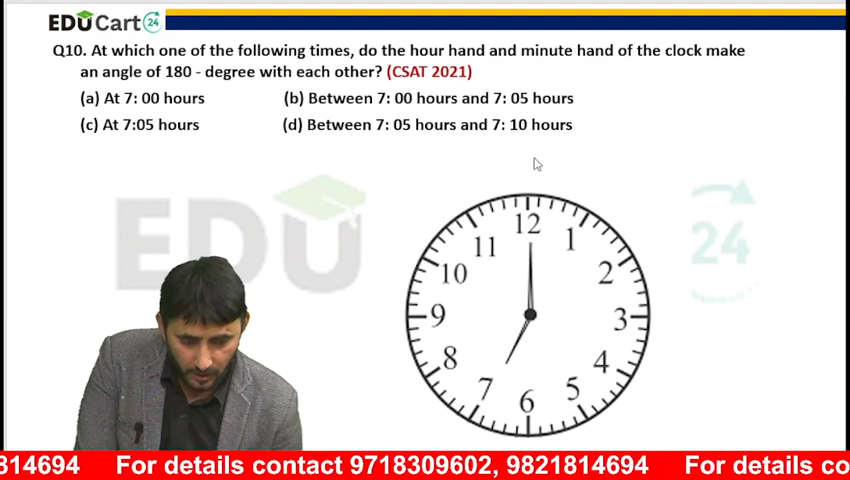 EDUCart24
Q10. At which one of the following times, do the hour hand and minute hand of the clock make
an angle of 180 - degree with each other? (CSAT 2021)
(a) At 7: 00 hours (b) Between 7: 00 hours and 7: 05 hours
(c) At 7:05 hours (d) Between 7: 05 hours and 7: 10 hours
EDU
24
12
11 1
10 2
9 3
8 4
7 5
6
814694 For details contact 9718309602, 9821814694 For details co